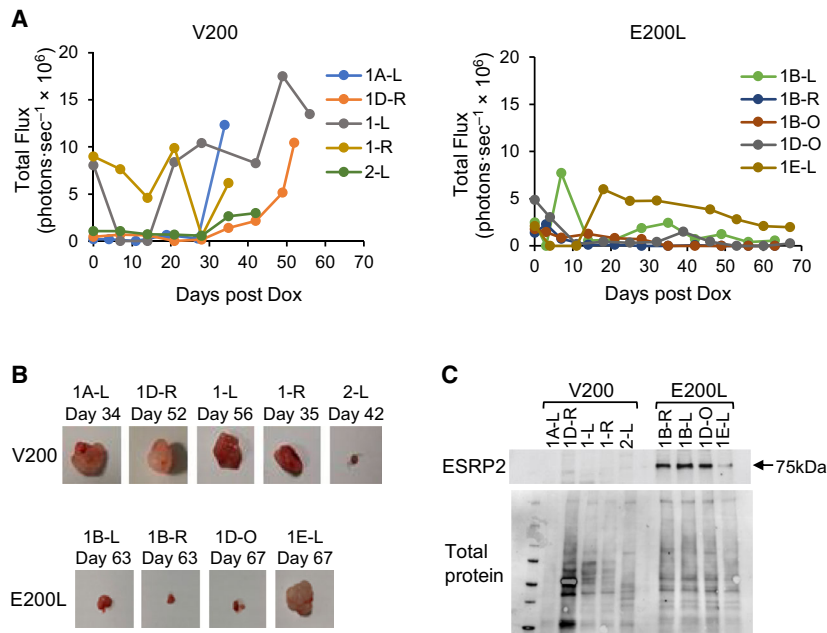 A
V200
E200L
Total Flux
(photons·sec⁻¹ × 10⁶)
20
15
10
5
0
0 10 20 30 40 50 60 70
Days post Dox
1A-L
1D-R
1-L
1-R
2-L
Total Flux
(photons·sec⁻¹ × 10⁶)
20
15
10
5
0
0 10 20 30 40 50 60 70
Days post Dox
1B-L
1B-R
1B-O
1D-O
1E-L
B
1A-L 1D-R 1-L 1-R 2-L
Day 34 Day 52 Day 56 Day 35 Day 42
V200
1B-L 1B-R 1D-O 1E-L
Day 63 Day 63 Day 67 Day 67
E200L
C
V200 E200L
1A-L 1D-R 1-L 1-R 2-L 1B-R 1B-L 1D-O 1E-L
ESRP2 75kDa
Total
protein